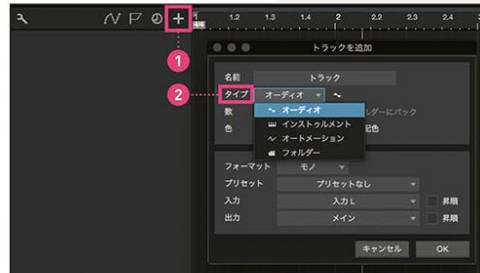 1.2 1.3 1.4 2 2.2 2.3 2.4
4/4
1
トラックを追加
名前 トラック
2 タイプ オーディオ
数 オーディオ ルダーにパック
色 インストゥルメント 配色
オートメーション
フォルダー
フォーマット モノ
プリセット プリセットなし
入力 入力 L 昇順
出力 メイン 昇順
キャンセル OK